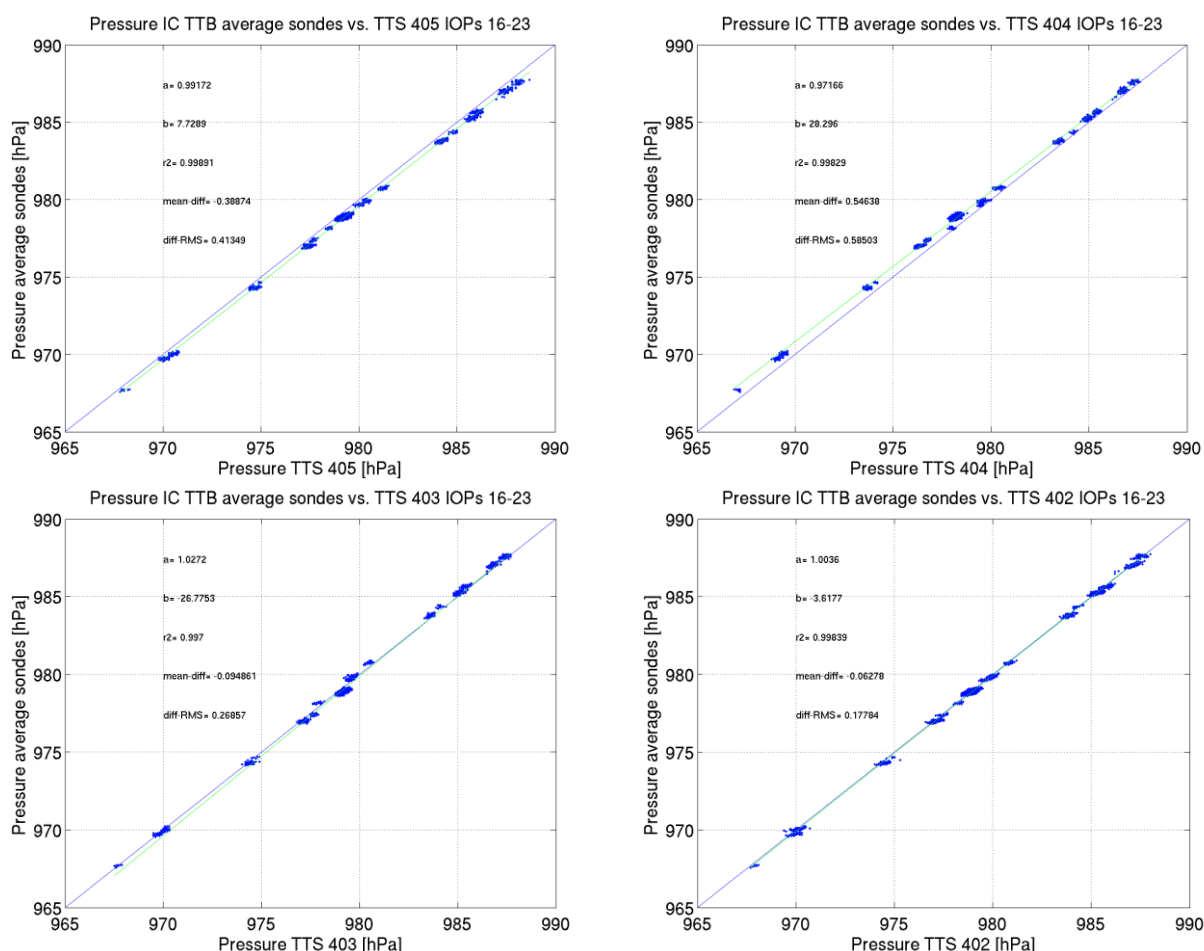 Pressure IC TTB average sondes vs. TTS 405 IOPs 16-23
990
985
980
975
970
965
Pressure average sondes [hPa]
a= 0.99172
b= 7.7289
r2= 0.99891
mean-diff= -0.38874
diff-RMS= 0.41349
965 970 975 980 985 990
Pressure TTS 405 [hPa]
Pressure IC TTB average sondes vs. TTS 404 IOPs 16-23
990
985
980
975
970
965
Pressure average sondes [hPa]
a= 0.97166
b= 28.296
r2= 0.99829
mean-diff= 0.54638
diff-RMS= 0.58503
965 970 975 980 985 990
Pressure TTS 404 [hPa]
Pressure IC TTB average sondes vs. TTS 403 IOPs 16-23
990
985
980
975
970
965
Pressure average sondes [hPa]
a= 1.0272
b= -26.7753
r2= 0.997
mean-diff= -0.094861
diff-RMS= 0.26857
965 970 975 980 985 990
Pressure TTS 403 [hPa]
Pressure IC TTB average sondes vs. TTS 402 IOPs 16-23
990
985
980
975
970
965
Pressure average sondes [hPa]
a= 1.0036
b= -3.6177
r2= 0.99839
mean-diff= -0.06278
diff-RMS= 0.17784
965 970 975 980 985 990
Pressure TTS 402 [hPa]